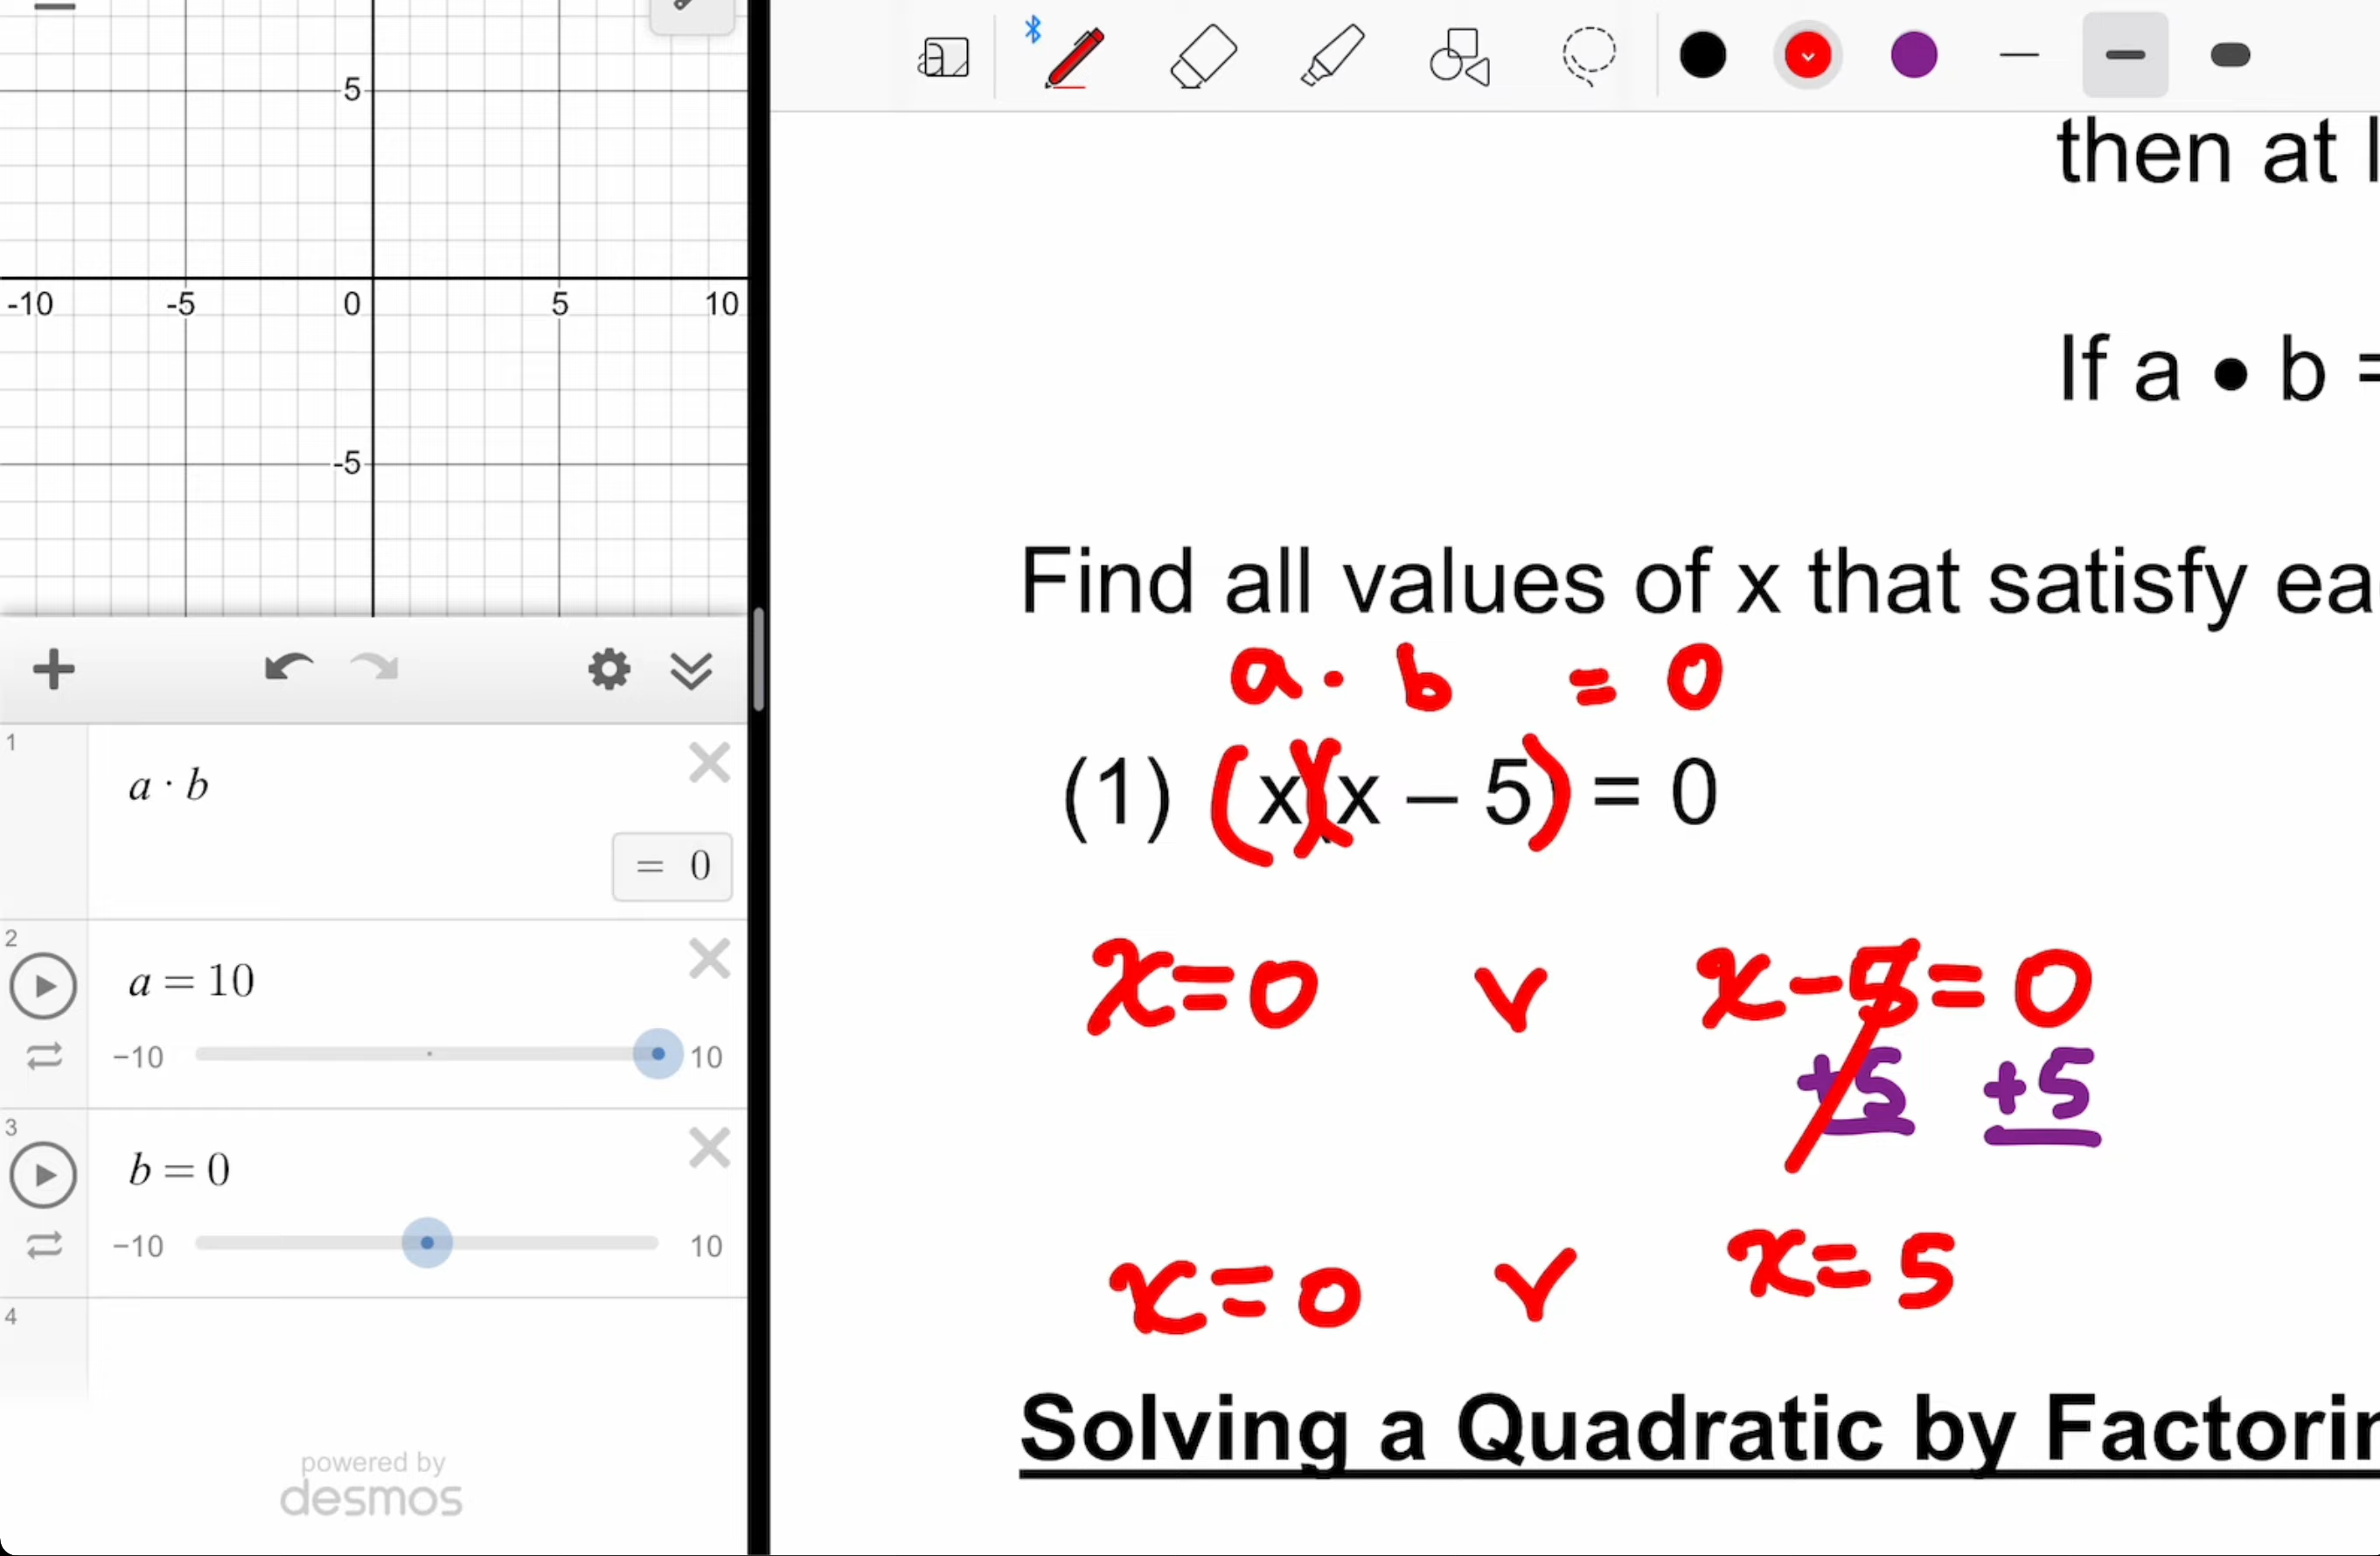 5
-10 -5 0 5 10
-5
1
a · b
= 0
2
a = 10
−10 10
3
b = 0
−10 10
4
powered by
desmos
then at
If a • b =
Find all values of x that satisfy
a · b = 0
(1) (x)(x – 5) = 0
x=0 v x-5=0
+5 +5
x=0 v x=5
Solving a Quadratic by